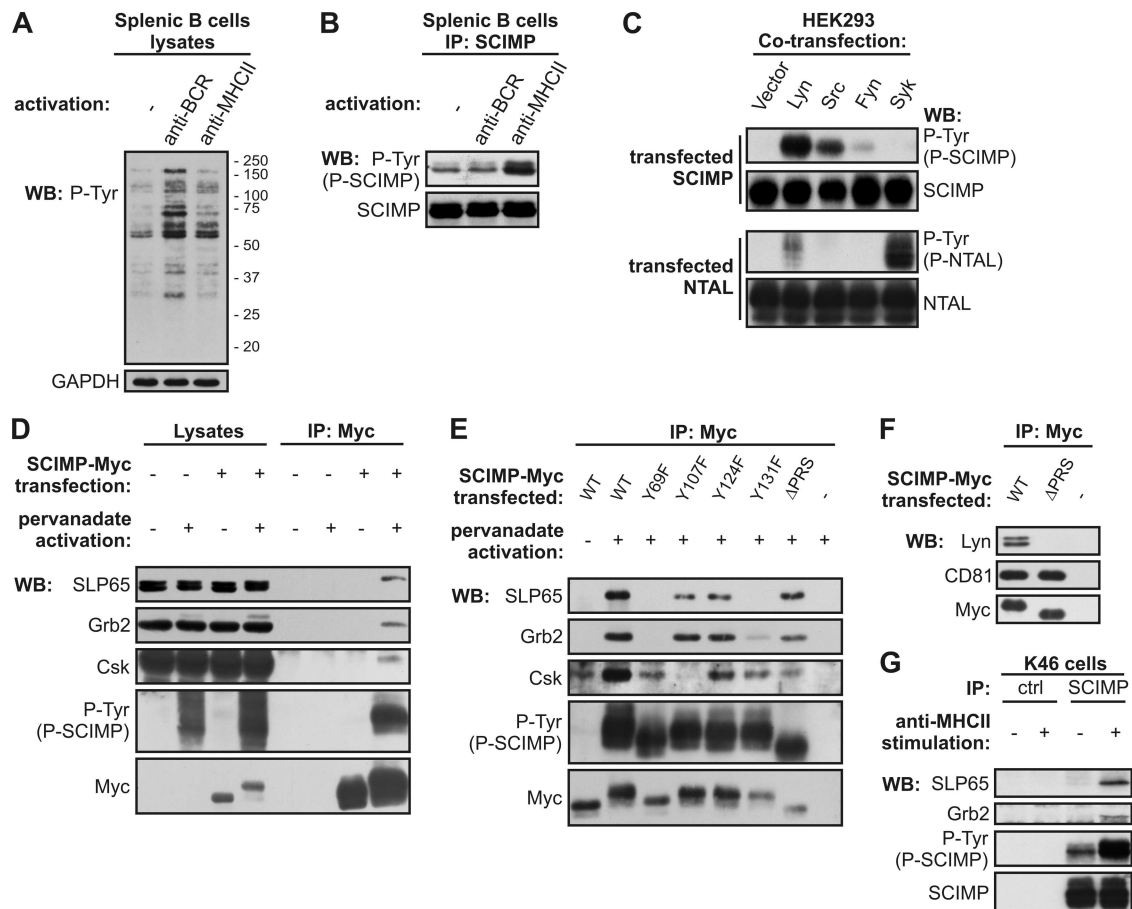 A
Splenic B cells
lysates
activation:
-
anti-BCR
anti-MHCII
WB: P-Tyr
- 250
- 150
- 100
- 75
- 50
- 37
- 25
- 20
GAPDH
B
Splenic B cells
IP: SCIMP
activation:
-
anti-BCR
anti-MHCII
WB: P-Tyr
(P-SCIMP)
SCIMP
C
HEK293
Co-transfection:
Vector
Lyn
Src
Fyn
Syk
WB:
transfected
SCIMP
P-Tyr
(P-SCIMP)
SCIMP
transfected
NTAL
P-Tyr
(P-NTAL)
NTAL
D
Lysates IP: Myc
SCIMP-Myc
transfection:
- - + + - - + +
pervanadate
activation:
- + - + - + - +
WB: SLP65
Grb2
Csk
P-Tyr
(P-SCIMP)
Myc
E
IP: Myc
SCIMP-Myc
transfected:
WT
WT
Y69F
Y107F
Y124F
Y131F
ΔPRS
-
pervanadate
activation:
- + + + + + + +
WB: SLP65
Grb2
Csk
P-Tyr
(P-SCIMP)
Myc
F
IP: Myc
SCIMP-Myc
transfected:
WT
ΔPRS
-
WB: Lyn
CD81
Myc
G
K46 cells
IP: ctrl SCIMP
anti-MHCII
stimulation:
- + - +
WB: SLP65
Grb2
P-Tyr
(P-SCIMP)
SCIMP